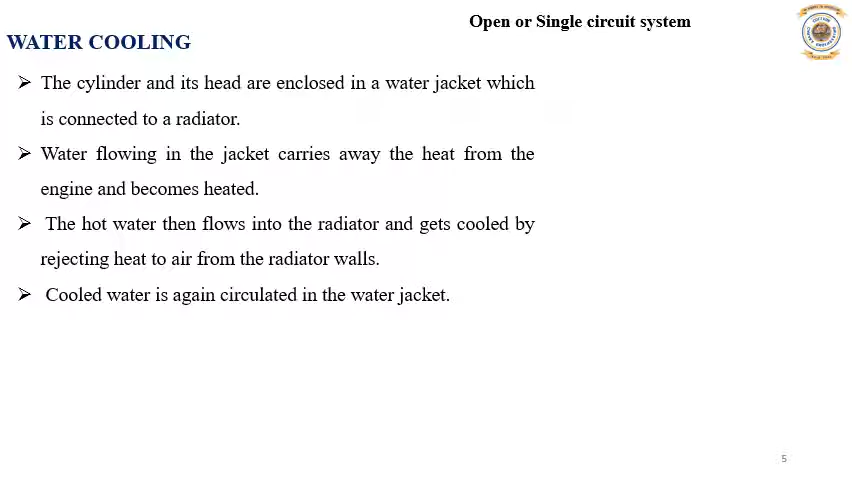 Open or Single circuit system
WATER COOLING
➢ The cylinder and its head are enclosed in a water jacket which
is connected to a radiator.
➢ Water flowing in the jacket carries away the heat from the
engine and becomes heated.
➢ The hot water then flows into the radiator and gets cooled by
rejecting heat to air from the radiator walls.
➢ Cooled water is again circulated in the water jacket.
5